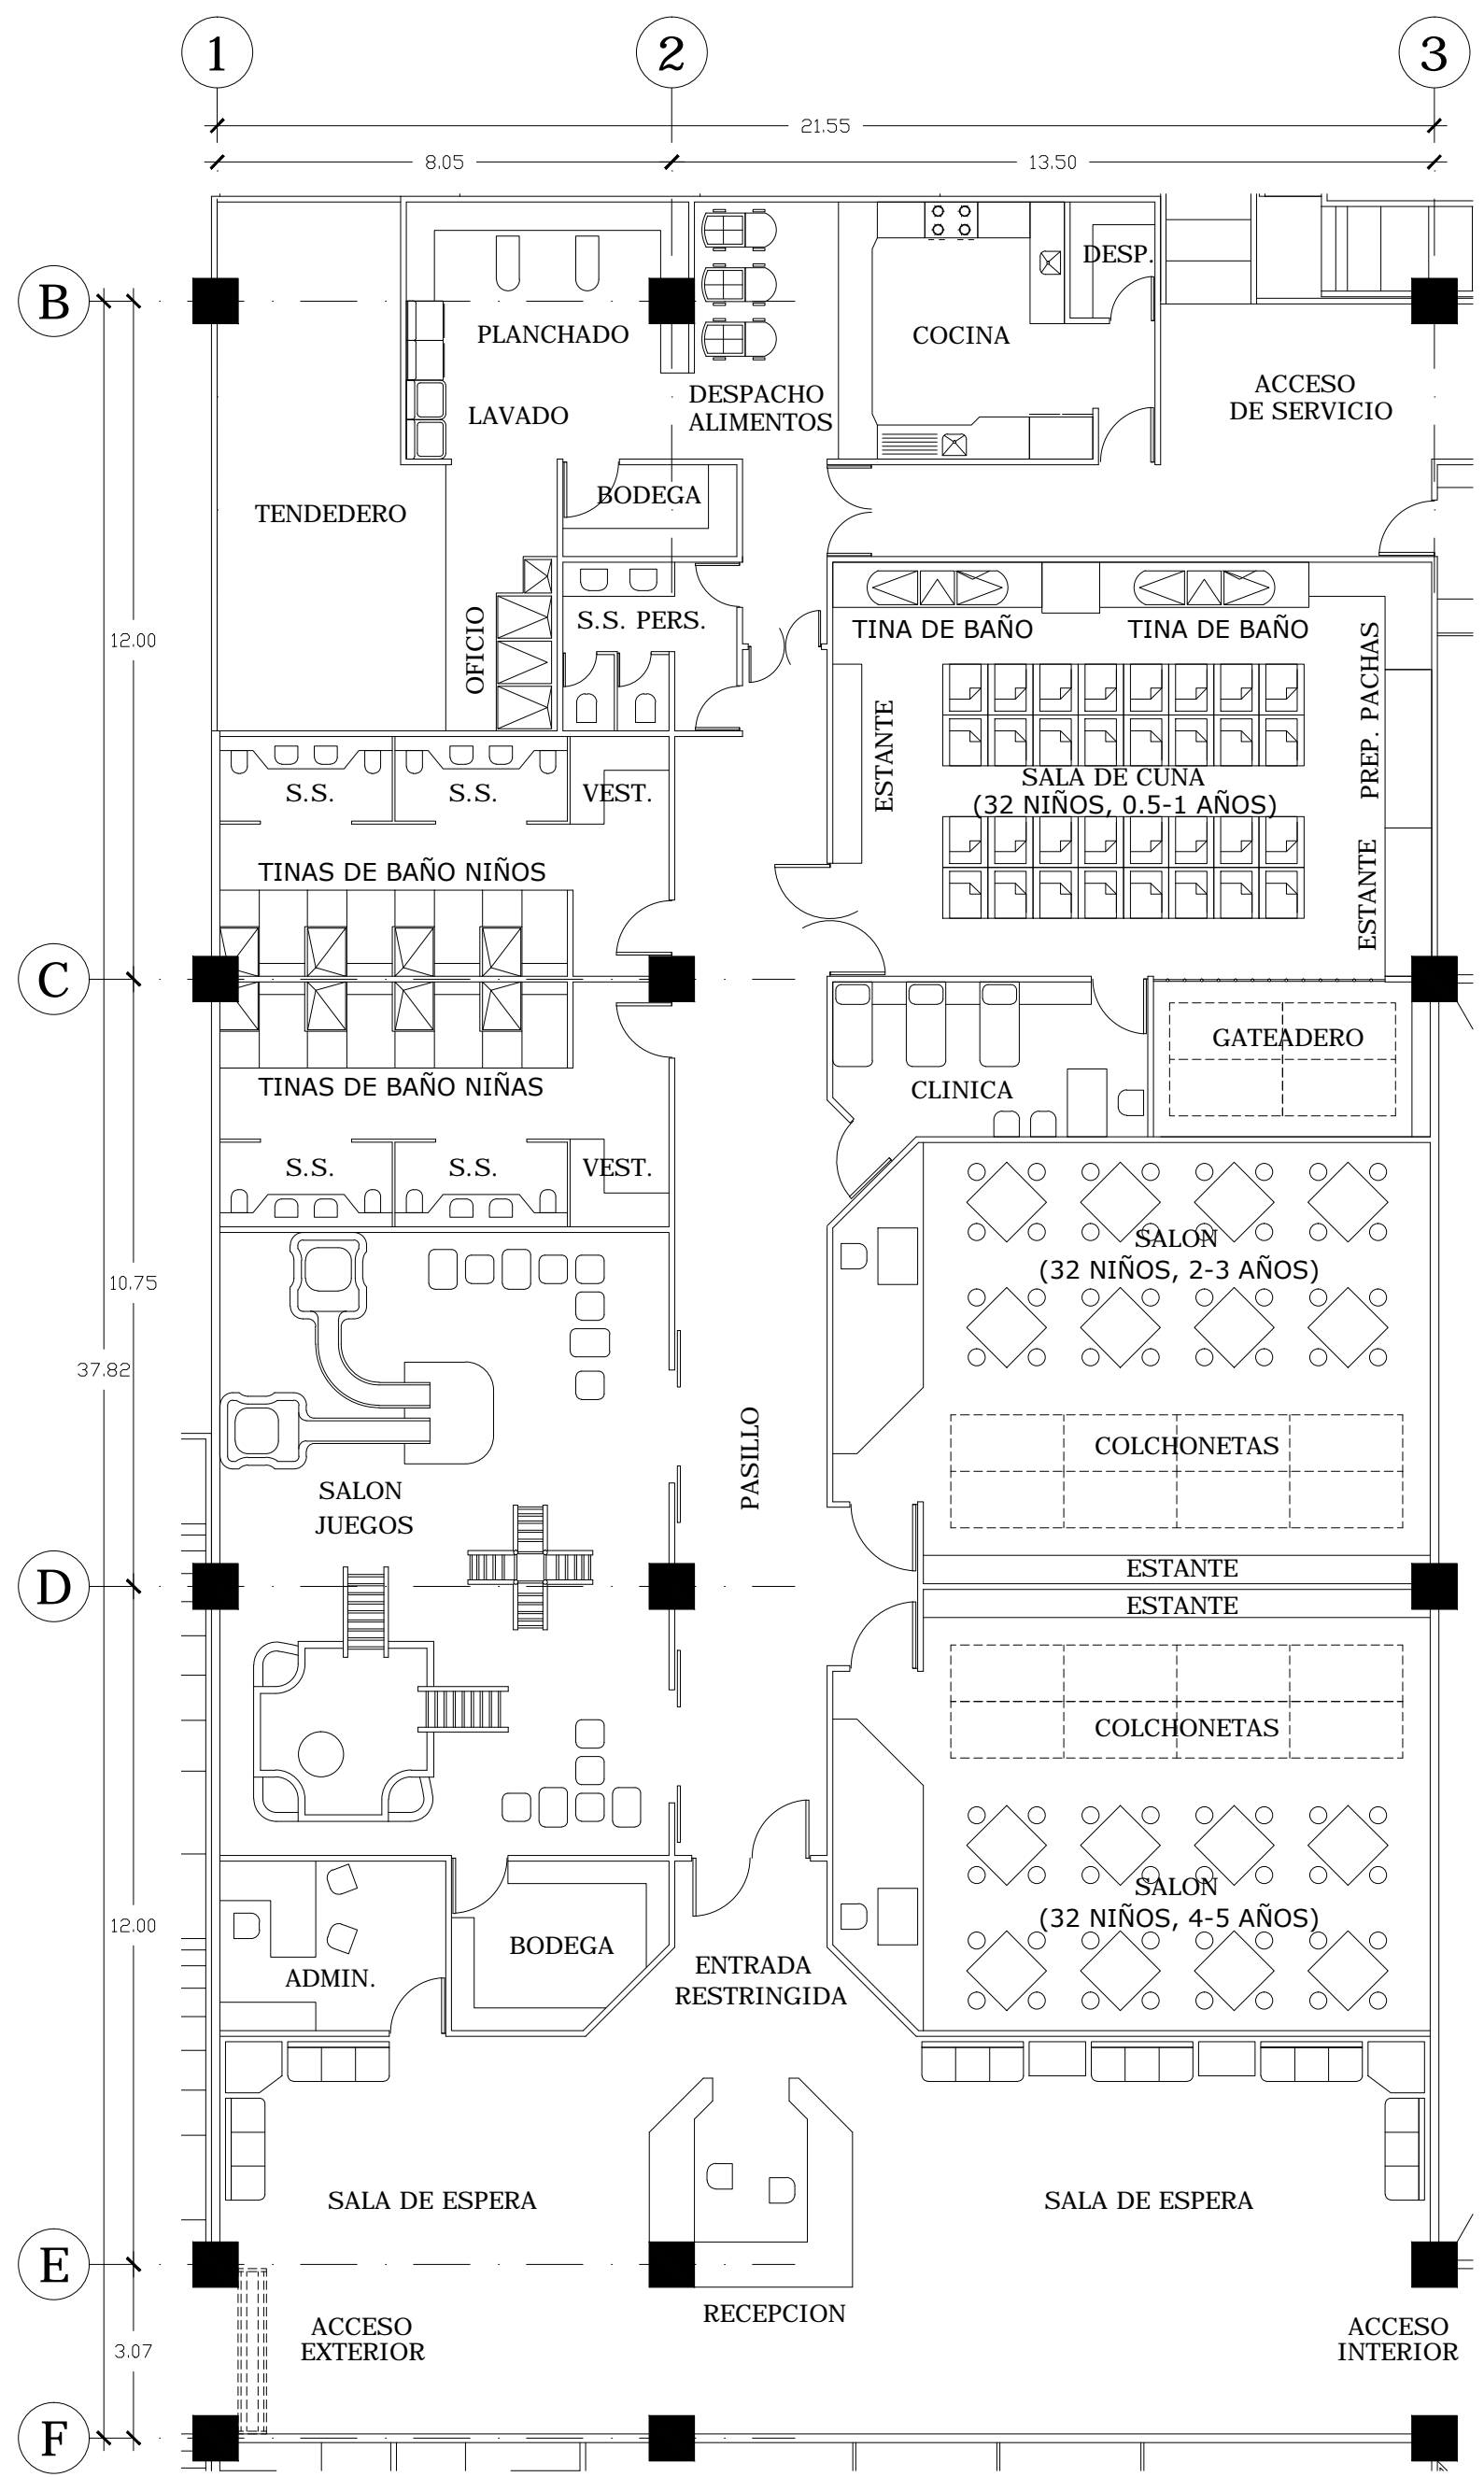 1
2
3
21.55
8.05
13.50
B
DESP.
PLANCHADO
COCINA
ACCESO
DE SERVICIO
DESPACHO
ALIMENTOS
LAVADO
BODEGA
TENDEDERO
12.00
OFICIO
S.S. PERS.
TINA DE BAÑO
TINA DE BAÑO
PREP. PACHAS
ESTANTE
S.S.
S.S.
VEST.
SALA DE CUNA
(32 NIÑOS, 0.5-1 AÑOS)
TINAS DE BAÑO NIÑOS
ESTANTE
C
GATEADERO
TINAS DE BAÑO NIÑAS
CLINICA
S.S.
S.S.
VEST.
SALON
(32 NIÑOS, 2-3 AÑOS)
10.75
37.82
PASILLO
COLCHONETAS
SALON
JUEGOS
D
ESTANTE
ESTANTE
COLCHONETAS
SALON
(32 NIÑOS, 4-5 AÑOS)
12.00
BODEGA
ADMIN.
ENTRADA
RESTRINGIDA
SALA DE ESPERA
SALA DE ESPERA
E
RECEPCION
ACCESO
EXTERIOR
ACCESO
INTERIOR
3.07
F